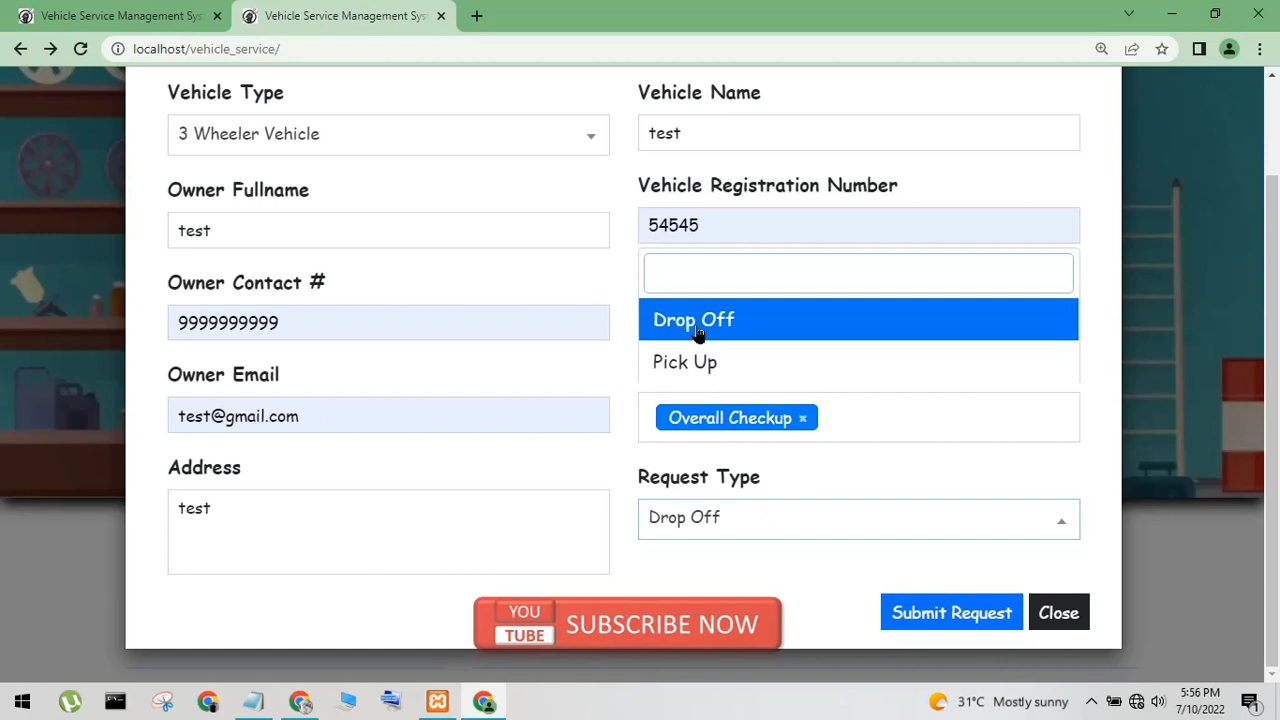 Vehicle Service Management Sys
Vehicle Service Management Sys
localhost/vehicle_service/
Vehicle Type
3 Wheeler Vehicle
Owner Fullname
test
Owner Contact #
9999999999
Owner Email
test@gmail.com
Address
test
Vehicle Name
test
Vehicle Registration Number
54545
Drop Off
Pick Up
Overall Checkup ×
Request Type
Drop Off
Submit Request
Close
YOU
TUBE
SUBSCRIBE NOW
31°C Mostly sunny
5:56 PM
7/10/2022